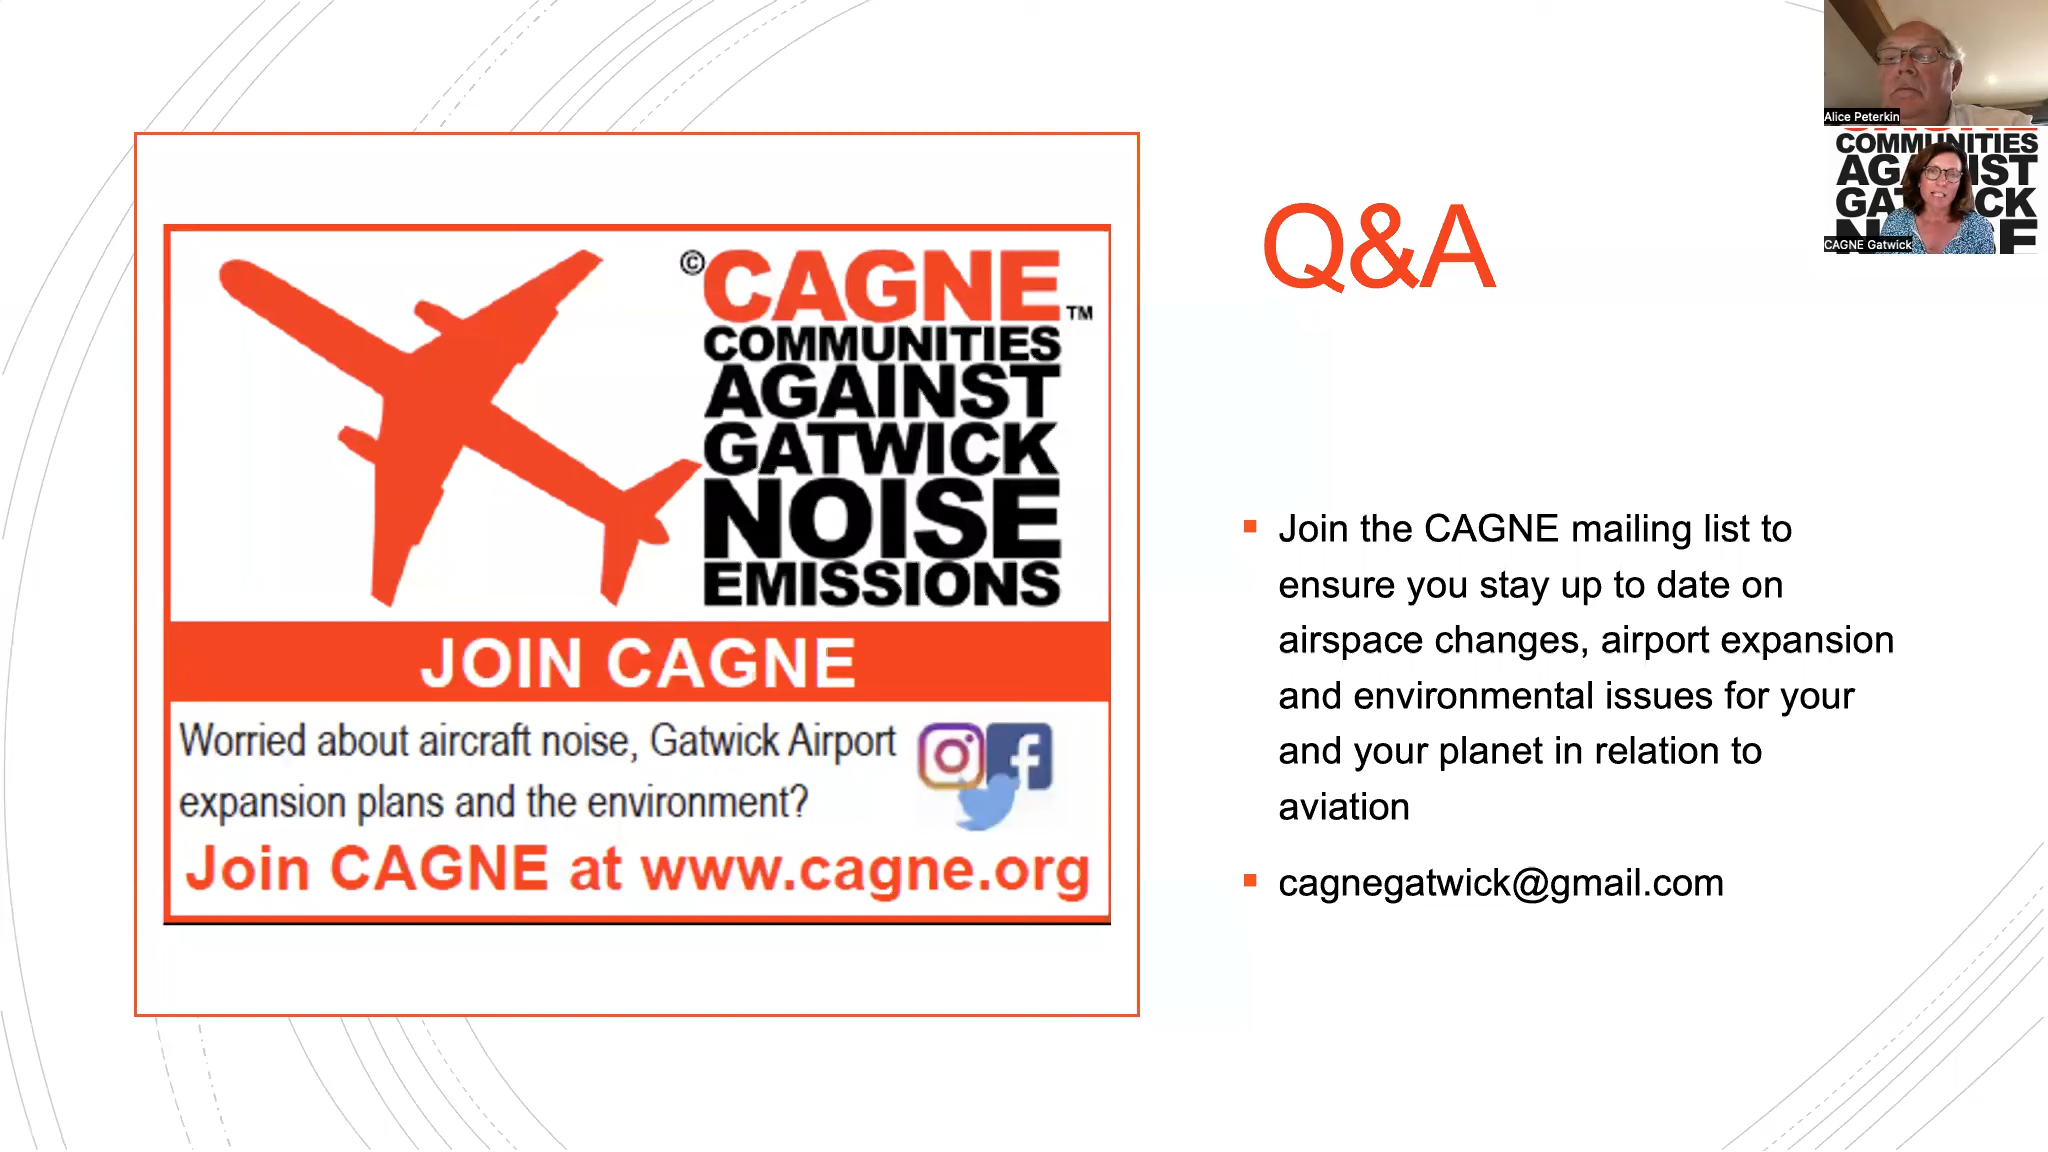 ©CAGNE™
COMMUNITIES
AGAINST
GATWICK
NOISE
EMISSIONS
JOIN CAGNE
Worried about aircraft noise, Gatwick Airport
expansion plans and the environment?
Join CAGNE at www.cagne.org
Q&A
Join the CAGNE mailing list to
ensure you stay up to date on
airspace changes, airport expansion
and environmental issues for your
and your planet in relation to
aviation
cagnegatwick@gmail.com
Alice Peterkin
COMMUNITIES
CAGNE Gatwick